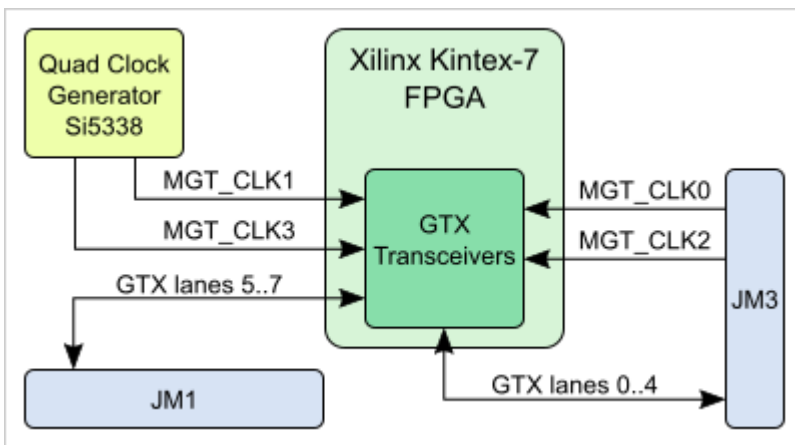 Quad Clock
Generator
Si5338
Xilinx Kintex-7
FPGA
MGT_CLK1
MGT_CLK3
GTX lanes 5..7
GTX
Transceivers
MGT_CLK0
MGT_CLK2
JM3
GTX lanes 0..4
JM1